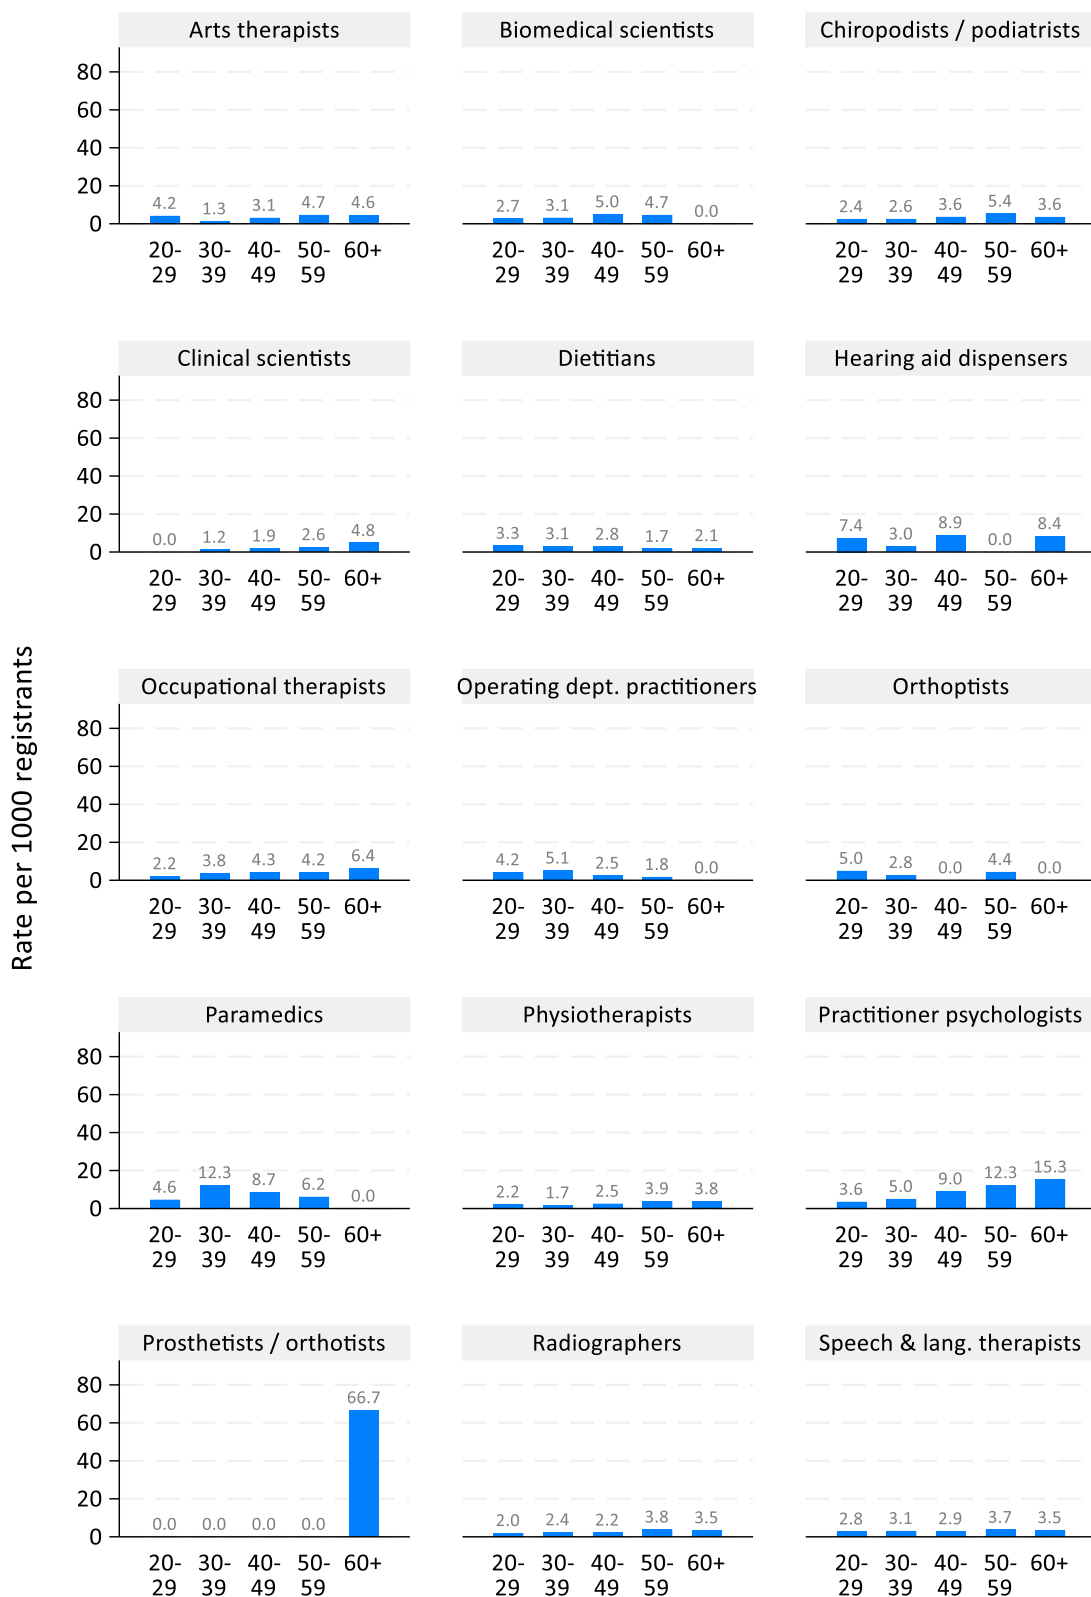 Rate per 1000 registrants
Arts therapists
80
60
40
20
0
4.2 1.3 3.1 4.7 4.6
20- 30- 40- 50- 60+
29 39 49 59
Biomedical scientists
2.7 3.1 5.0 4.7 0.0
20- 30- 40- 50- 60+
29 39 49 59
Chiropodists / podiatrists
2.4 2.6 3.6 5.4 3.6
20- 30- 40- 50- 60+
29 39 49 59
Clinical scientists
80
60
40
20
0
0.0 1.2 1.9 2.6 4.8
20- 30- 40- 50- 60+
29 39 49 59
Dietitians
3.3 3.1 2.8 1.7 2.1
20- 30- 40- 50- 60+
29 39 49 59
Hearing aid dispensers
7.4 3.0 8.9 0.0 8.4
20- 30- 40- 50- 60+
29 39 49 59
Occupational therapists
80
60
40
20
0
2.2 3.8 4.3 4.2 6.4
20- 30- 40- 50- 60+
29 39 49 59
Operating dept. practitioners
4.2 5.1 2.5 1.8 0.0
20- 30- 40- 50- 60+
29 39 49 59
Orthoptists
5.0 2.8 0.0 4.4 0.0
20- 30- 40- 50- 60+
29 39 49 59
Paramedics
80
60
40
20
0
4.6 12.3 8.7 6.2 0.0
20- 30- 40- 50- 60+
29 39 49 59
Physiotherapists
2.2 1.7 2.5 3.9 3.8
20- 30- 40- 50- 60+
29 39 49 59
Practitioner psychologists
3.6 5.0 9.0 12.3 15.3
20- 30- 40- 50- 60+
29 39 49 59
Prosthetists / orthotists
80
60
40
20
0
0.0 0.0 0.0 0.0 66.7
20- 30- 40- 50- 60+
29 39 49 59
Radiographers
2.0 2.4 2.2 3.8 3.5
20- 30- 40- 50- 60+
29 39 49 59
Speech & lang. therapists
2.8 3.1 2.9 3.7 3.5
20- 30- 40- 50- 60+
29 39 49 59